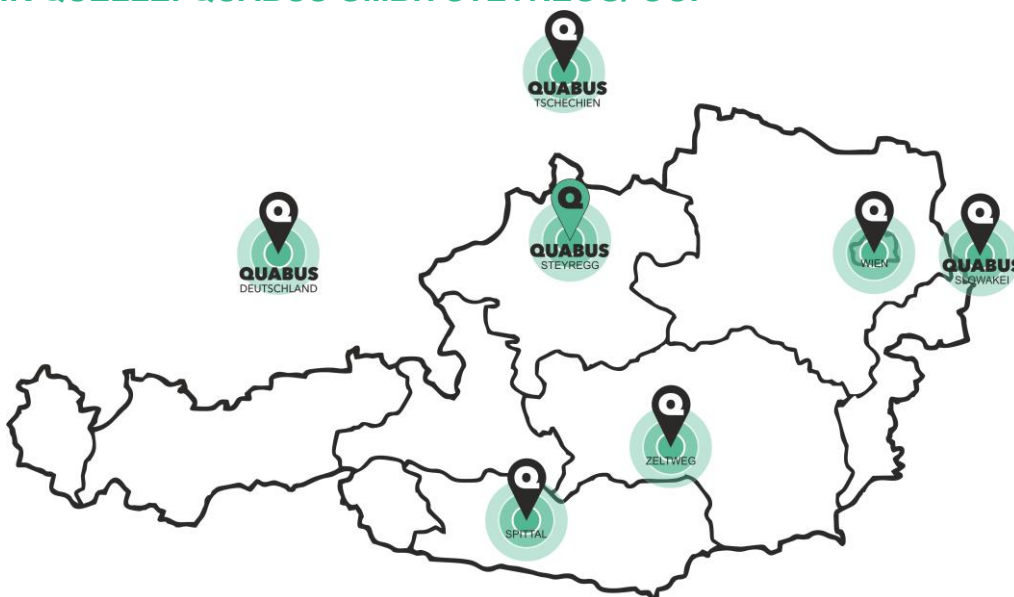 QUABUS
TSCHECHIEN
QUABUS
STEYREGG
QUABUS
DEUTSCHLAND
WIEN
QUABUS
SLOWAKEI
ZELTWEG
SPITTAL